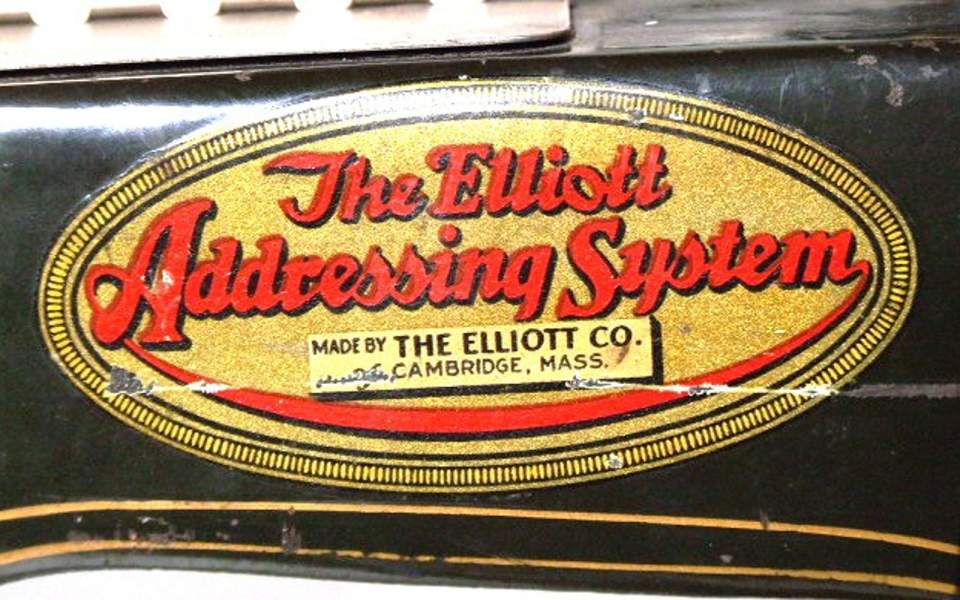 The Elliott
Addressing System
MADE BY THE ELLIOTT CO.
CAMBRIDGE, MASS.